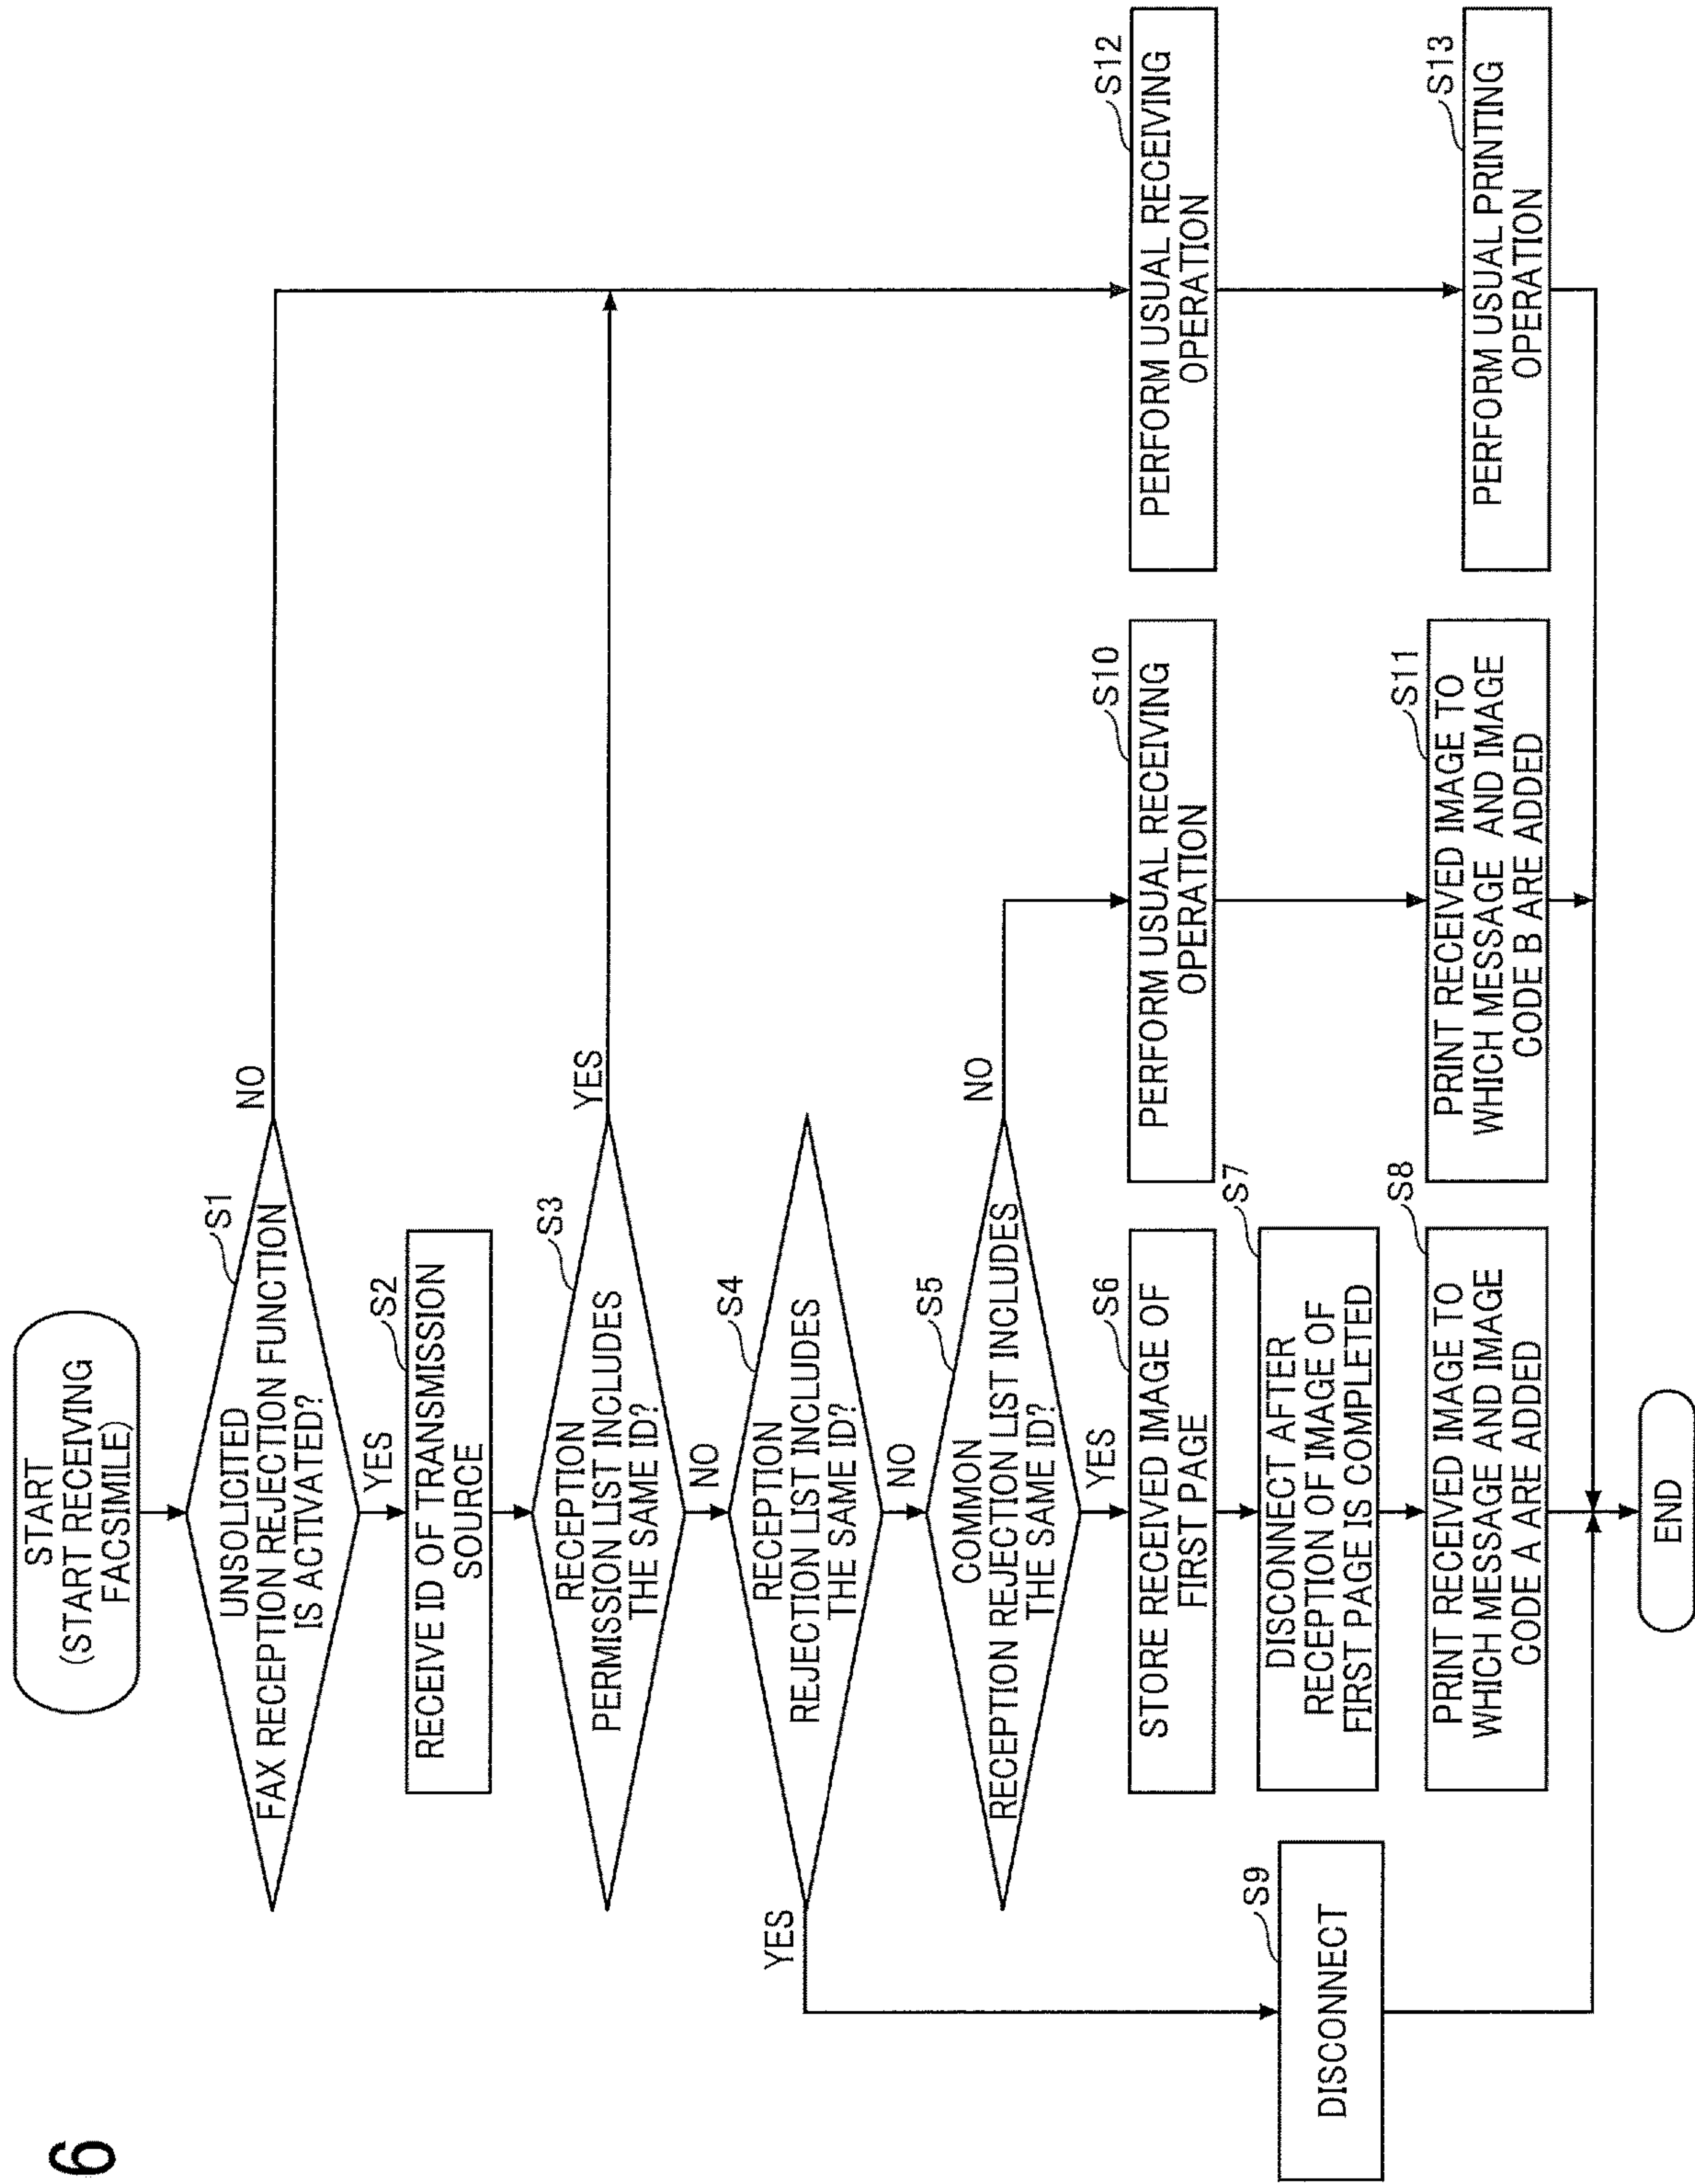 6
START
(START RECEIVING
FACSIMILE)
S1
UNSOLICITED
FAX RECEPTION REJECTION FUNCTION
IS ACTIVATED?
NO
YES
S2
RECEIVE ID OF TRANSMISSION
SOURCE
S3
RECEPTION
PERMISSION LIST INCLUDES
THE SAME ID?
YES
NO
S4
RECEPTION
REJECTION LIST INCLUDES
THE SAME ID?
YES
NO
S5
COMMON
RECEPTION REJECTION LIST INCLUDES
THE SAME ID?
NO
YES
S6
STORE RECEIVED IMAGE OF
FIRST PAGE
S7
DISCONNECT AFTER
RECEPTION OF IMAGE OF
FIRST PAGE IS COMPLETED
S8
PRINT RECEIVED IMAGE TO
WHICH MESSAGE AND IMAGE
CODE A ARE ADDED
S9
DISCONNECT
S10
PERFORM USUAL RECEIVING
OPERATION
S11
PRINT RECEIVED IMAGE TO
WHICH MESSAGE AND IMAGE
CODE B ARE ADDED
S12
PERFORM USUAL RECEIVING
OPERATION
S13
PERFORM USUAL PRINTING
OPERATION
END